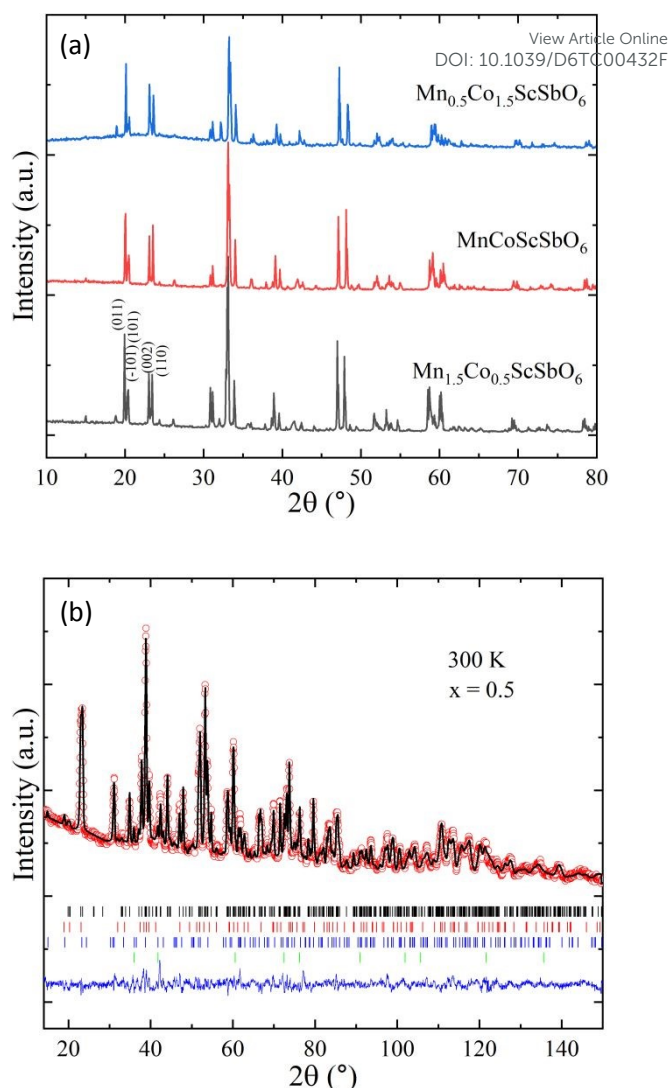 (a)
View Article Online
DOI: 10.1039/D6TC00432F
Mn0.5Co1.5ScSbO6
MnCoScSbO6
Mn1.5Co0.5ScSbO6
(011)
(-101) (101)
(002)
(110)
Intensity (a.u.)
10 20 30 40 50 60 70 80
2θ (°)
(b)
300 K
x = 0.5
Intensity (a.u.)
20 40 60 80 100 120 140
2θ (°)